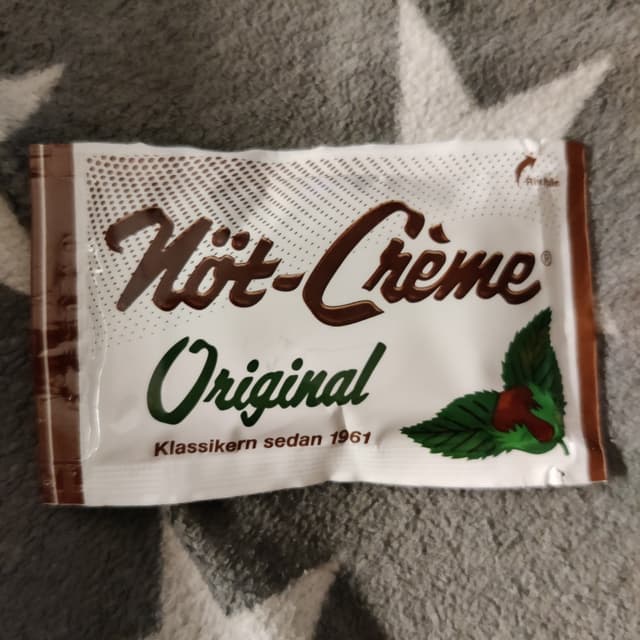 Nöt-Crème®
Original
Klassikern sedan 1961